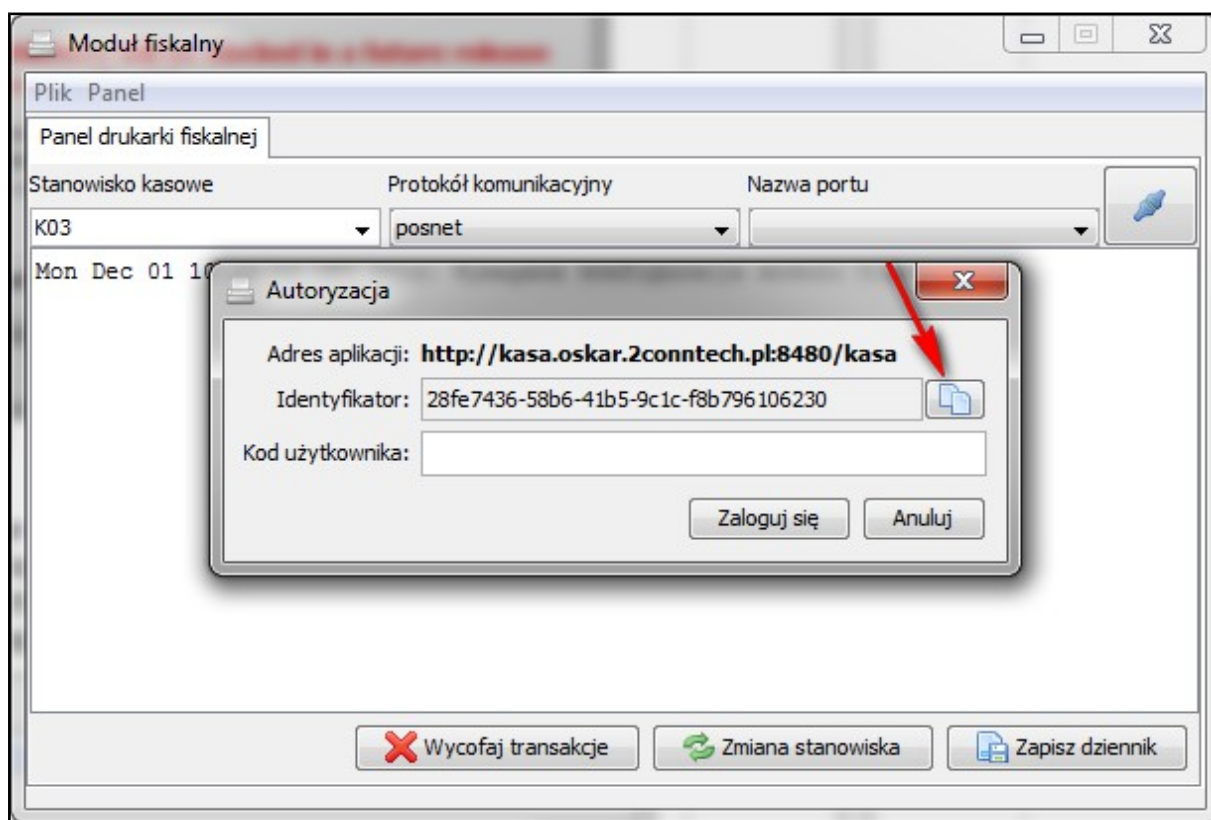 Moduł fiskalny
Plik Panel
Panel drukarki fiskalnej
Stanowisko kasowe Protokół komunikacyjny Nazwa portu
K03 posnet
Mon Dec 01
Autoryzacja
Adres aplikacji: http://kasa.oskar.2conntech.pl:8480/kasa
Identyfikator: 28fe7436-58b6-41b5-9c1c-f8b796106230
Kod użytkownika:
Zaloguj się Anuluj
Wycofaj transakcje Zmiana stanowiska Zapisz dziennik